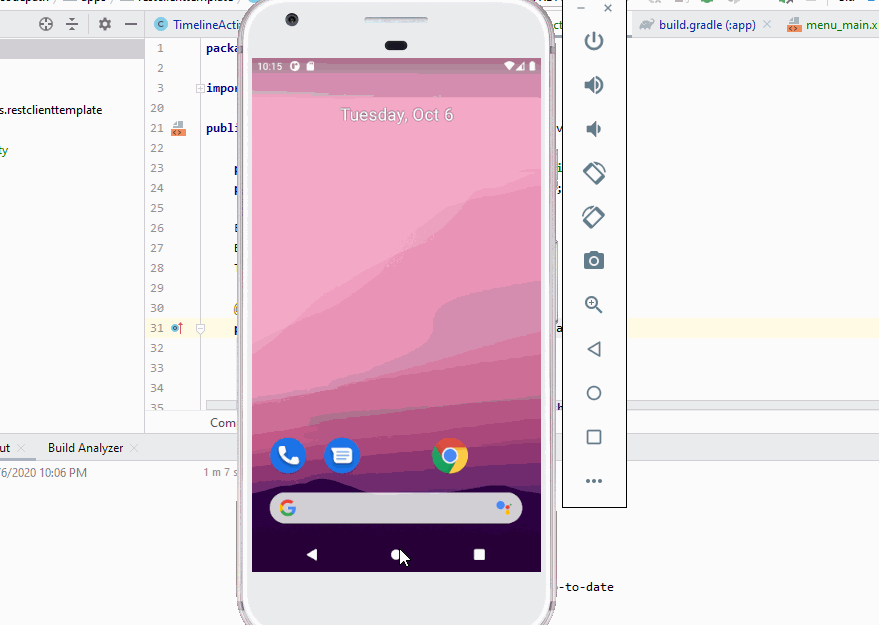 TimelineActi
build.gradle (:app)
menu_main.x
1
packa
2
3
impor
s.restclienttemplate
20
21
publi
22
23
24
25
26
27
28
29
30
31
32
33
34
35
10:15
Tuesday, Oct 6
Com
Build Analyzer
/6/2020 10:06 PM
1 m 7 s
-to-date